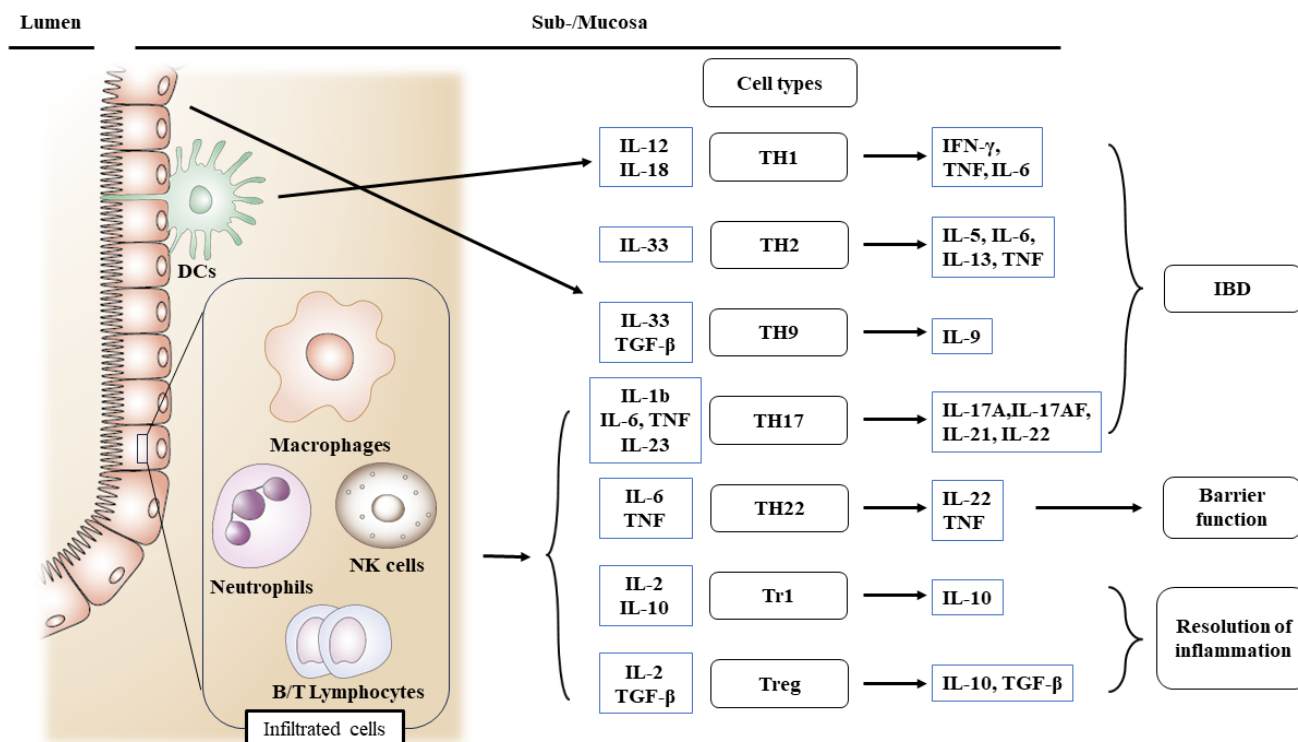 Lumen
Sub-/Mucosa
Cell types
IL-12
IL-18
TH1
IFN-γ,
TNF, IL-6
IL-33
TH2
IL-5, IL-6,
IL-13, TNF
DCs
IBD
IL-33
TGF-β
TH9
IL-9
IL-1b
IL-6, TNF
IL-23
TH17
IL-17A,IL-17AF,
IL-21, IL-22
Macrophages
IL-6
TNF
TH22
IL-22
TNF
Barrier
function
NK cells
Neutrophils
IL-2
IL-10
Tr1
IL-10
Resolution of
inflammation
IL-2
TGF-β
Treg
IL-10, TGF-β
B/T Lymphocytes
Infiltrated cells